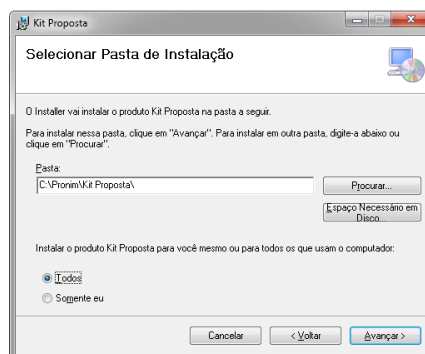 Kit Proposta
Selecionar Pasta de Instalação
O Installer vai instalar o produto Kit Proposta na pasta a seguir.
Para instalar nessa pasta, clique em "Avançar". Para instalar em outra pasta, digite-a abaixo ou
clique em "Procurar".
Pasta:
C:\Pronim\Kit Proposta\
Procurar...
Espaço Necessário em
Disco...
Instalar o produto Kit Proposta para você mesmo ou para todos os que usam o computador:
Todos
Somente eu
Cancelar
< Voltar
Avançar >